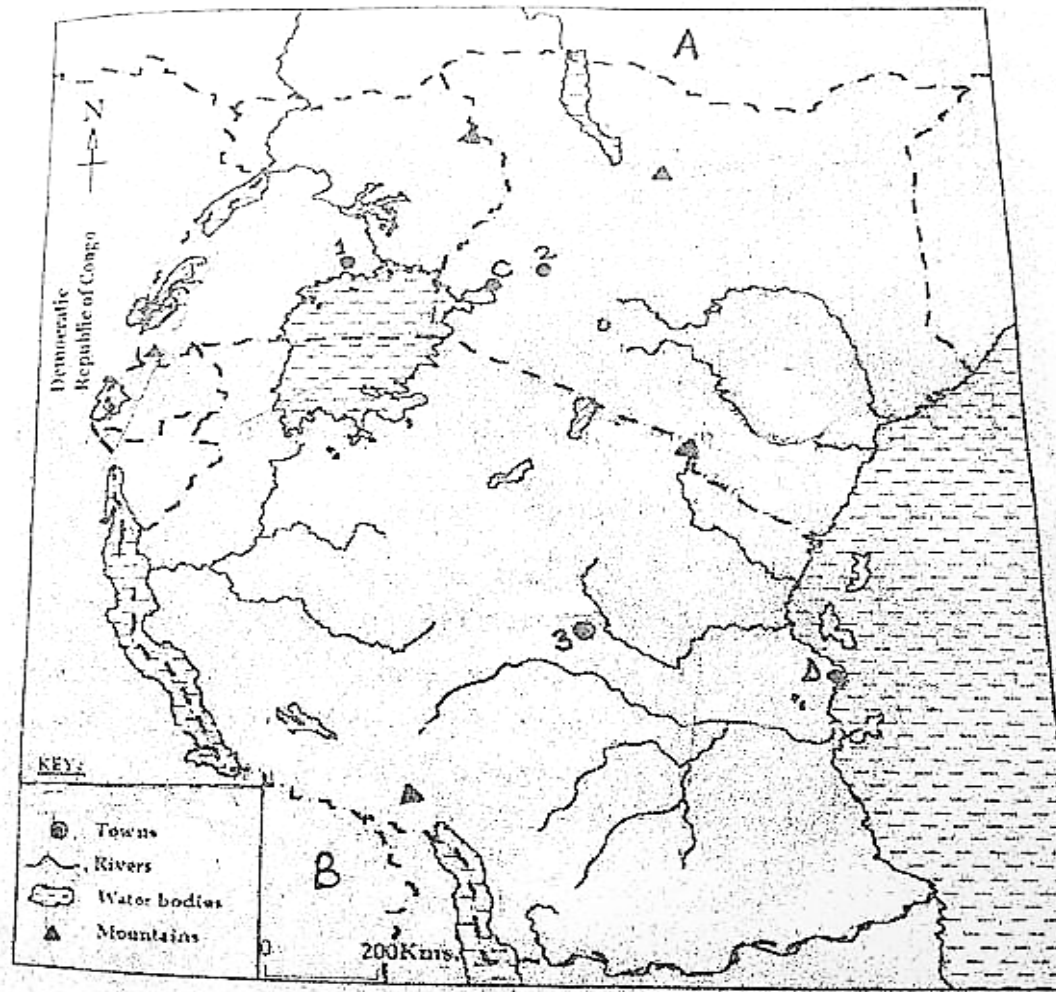 A
N
Democratic
Republic of Congo
1
C
2
3
D
KEY:
Towns
Rivers
Water bodies
Mountains
B
0
200Kms.